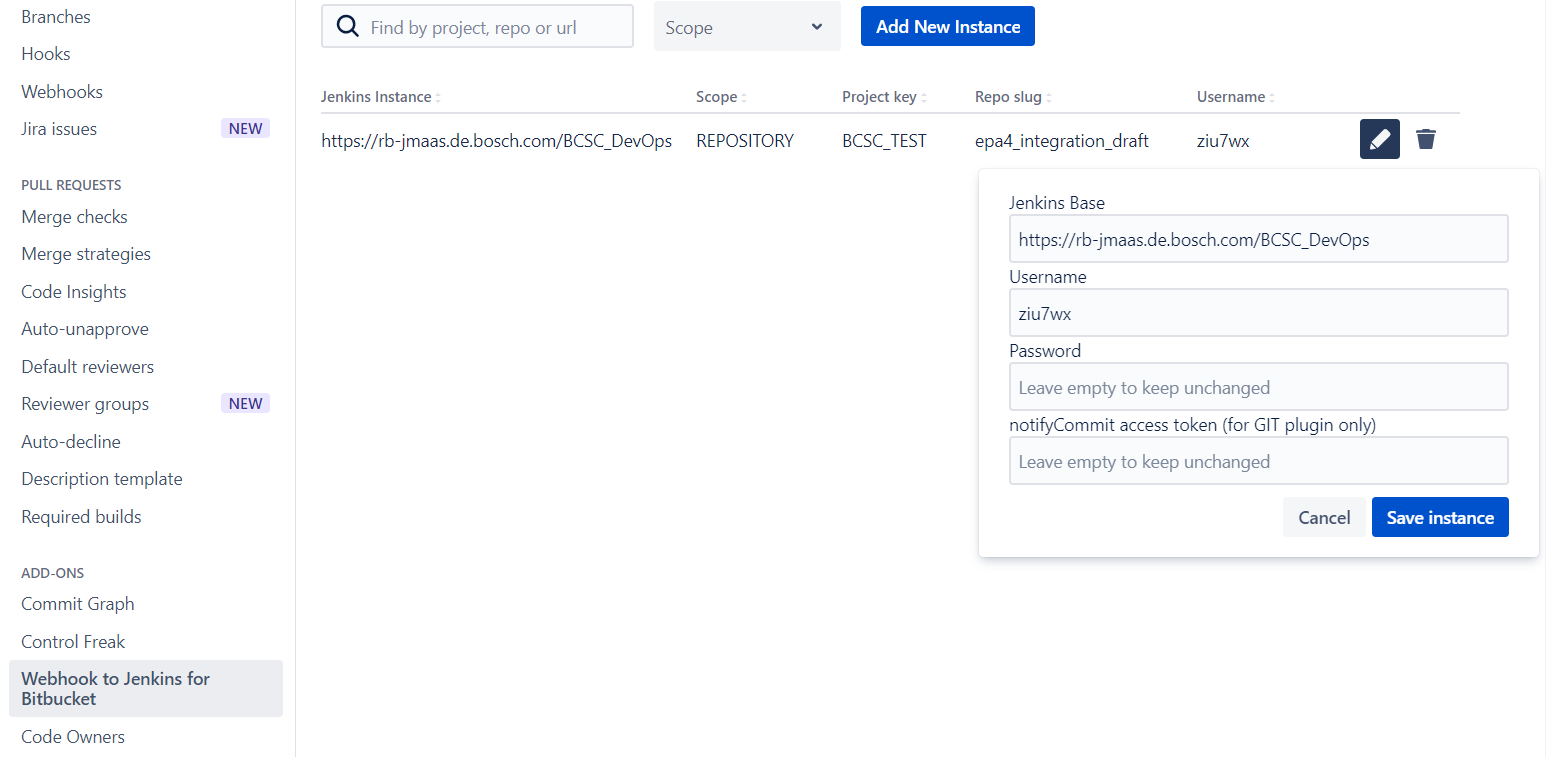 Branches
Hooks
Webhooks
Jira issues NEW
PULL REQUESTS
Merge checks
Merge strategies
Code Insights
Auto-unapprove
Default reviewers
Reviewer groups NEW
Auto-decline
Description template
Required builds
ADD-ONS
Commit Graph
Control Freak
Webhook to Jenkins for
Bitbucket
Code Owners
Find by project, repo or url Scope Add New Instance
Jenkins Instance Scope Project key Repo slug Username
https://rb-jmaas.de.bosch.com/BCSC_DevOps REPOSITORY BCSC_TEST epa4_integration_draft ziu7wx
Jenkins Base
https://rb-jmaas.de.bosch.com/BCSC_DevOps
Username
ziu7wx
Password
Leave empty to keep unchanged
notifyCommit access token (for GIT plugin only)
Leave empty to keep unchanged
Cancel Save instance